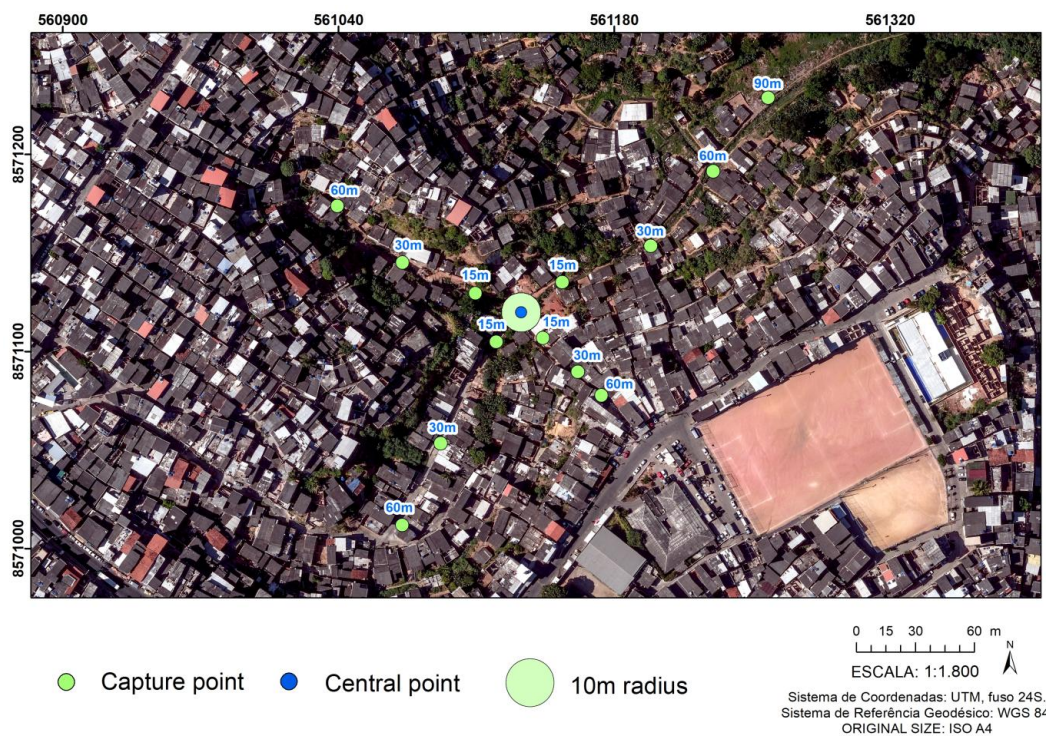 560900 561040 561180 561320
8571200
8571100
8571000
90m
60m
60m
30m
30m
15m
15m
15m
15m
30m
60m
30m
60m
0 15 30 60 m
N
ESCALA: 1:1.800
Capture point
Central point
10m radius
Sistema de Coordenadas: UTM, fuso 24S.
Sistema de Referência Geodésico: WGS 84
ORIGINAL SIZE: ISO A4